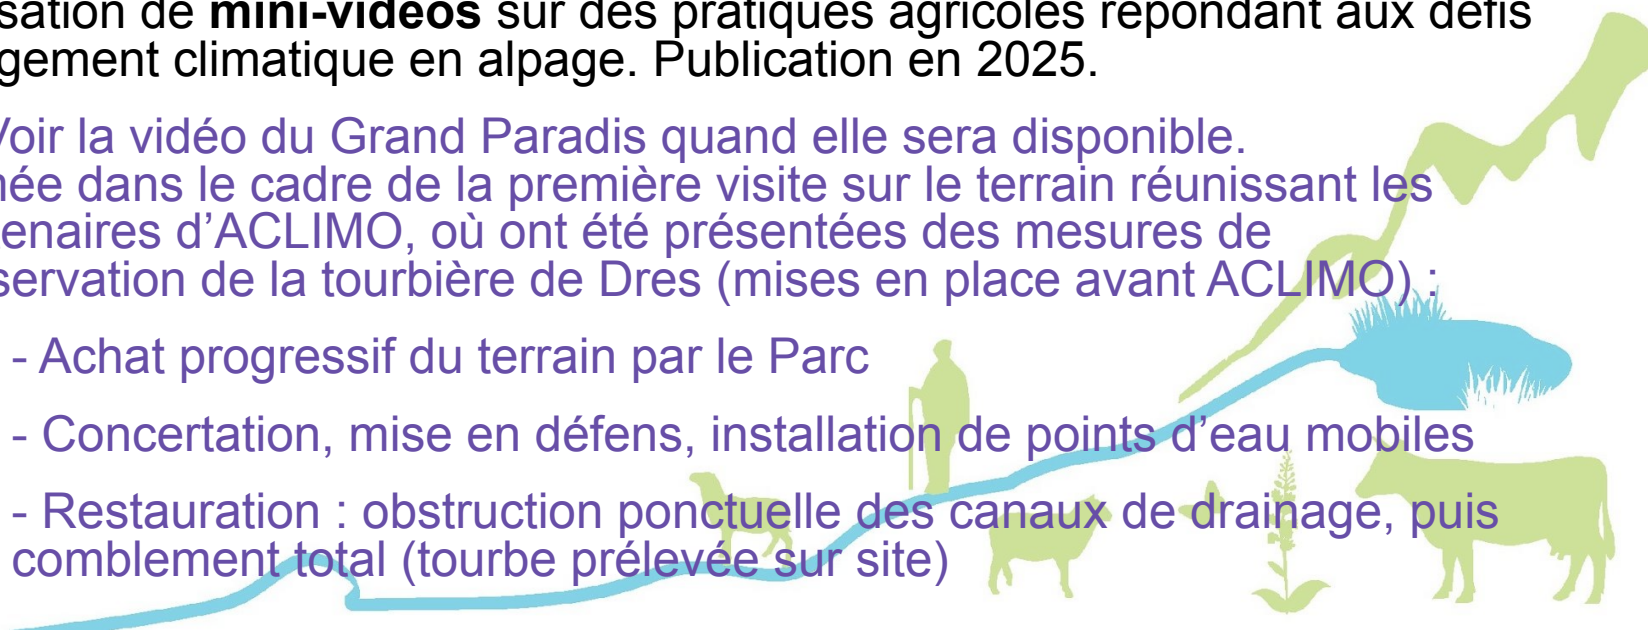 sation de mini-vidéos sur des pratiques agricoles répondant aux défis
gement climatique en alpage. Publication en 2025.
Voir la vidéo du Grand Paradis quand elle sera disponible.
née dans le cadre de la première visite sur le terrain réunissant les
enaires d’ACLIMO, où ont été présentées des mesures de
servation de la tourbière de Dres (mises en place avant ACLIMO) :
- Achat progressif du terrain par le Parc
- Concertation, mise en défens, installation de points d’eau mobiles
- Restauration : obstruction ponctuelle des canaux de drainage, puis
comblement total (tourbe prélevée sur site)